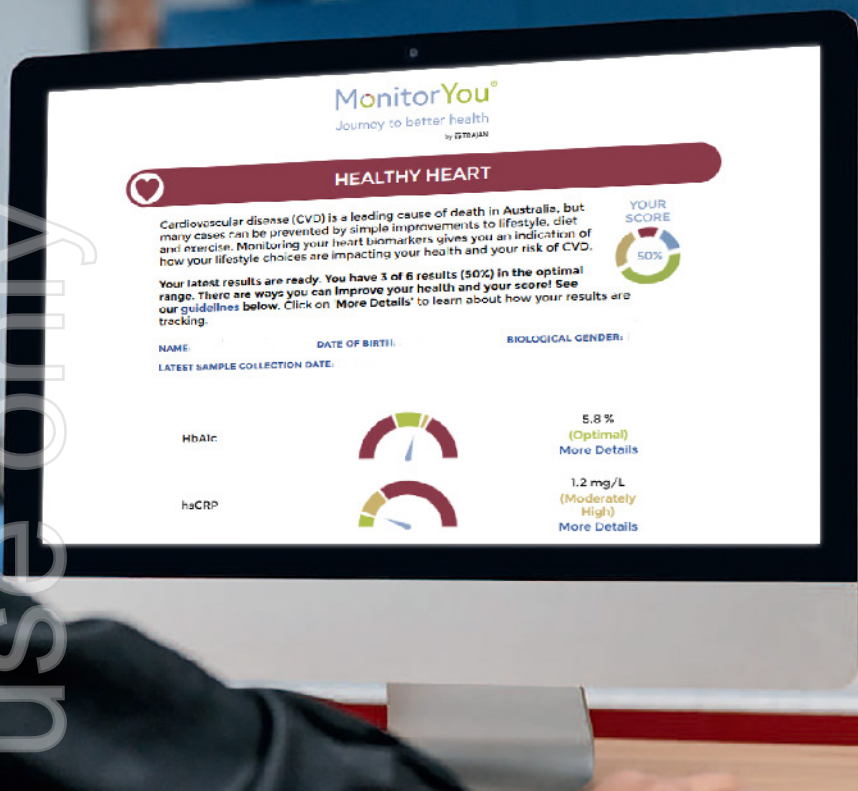 MonitorYou®
Journey to better health
by TRAJAN
HEALTHY HEART
Cardiovascular disease (CVD) is a leading cause of death in Australia, but
many cases can be prevented by simple improvements to lifestyle, diet
and exercise. Monitoring your heart biomarkers gives you an indication of
how your lifestyle choices are impacting your health and your risk of CVD.
YOUR
SCORE
50%
Your latest results are ready. You have 3 of 6 results (50%) in the optimal
range. There are ways you can improve your health and your score! See
our guidelines below. Click on 'More Details' to learn about how your results are
tracking.
NAME:
DATE OF BIRTH:
BIOLOGICAL GENDER:
LATEST SAMPLE COLLECTION DATE:
HbA1c
5.8 %
(Optimal)
More Details
hsCRP
1.2 mg/L
(Moderately
High)
More Details
use only